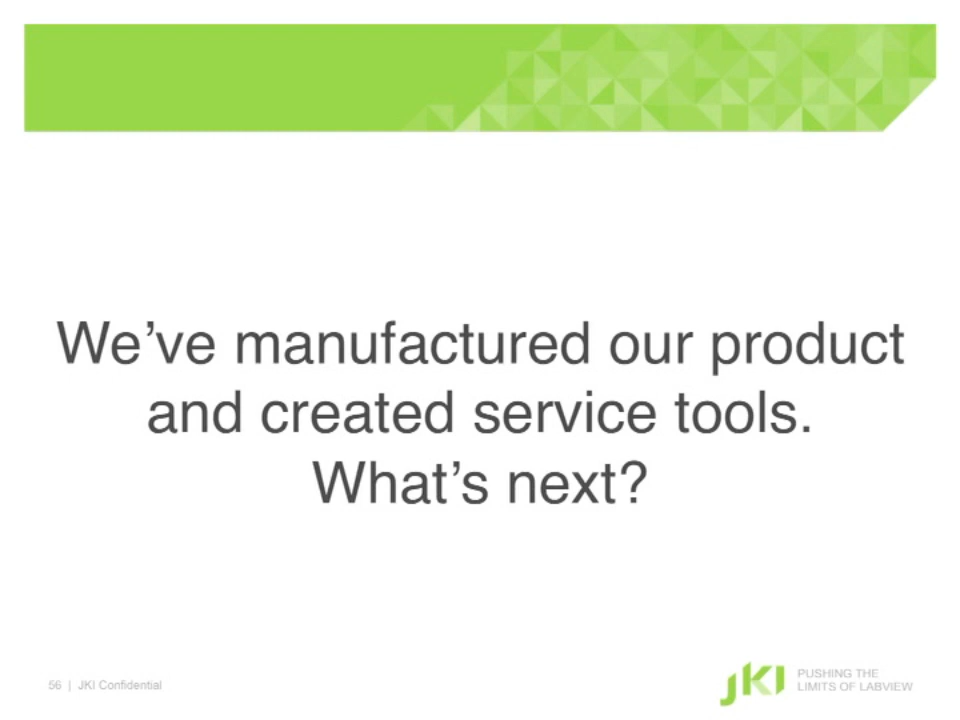 We’ve manufactured our product
and created service tools.
What’s next?
56 | JKI Confidential
JKI
PUSHING THE
LIMITS OF LABVIEW